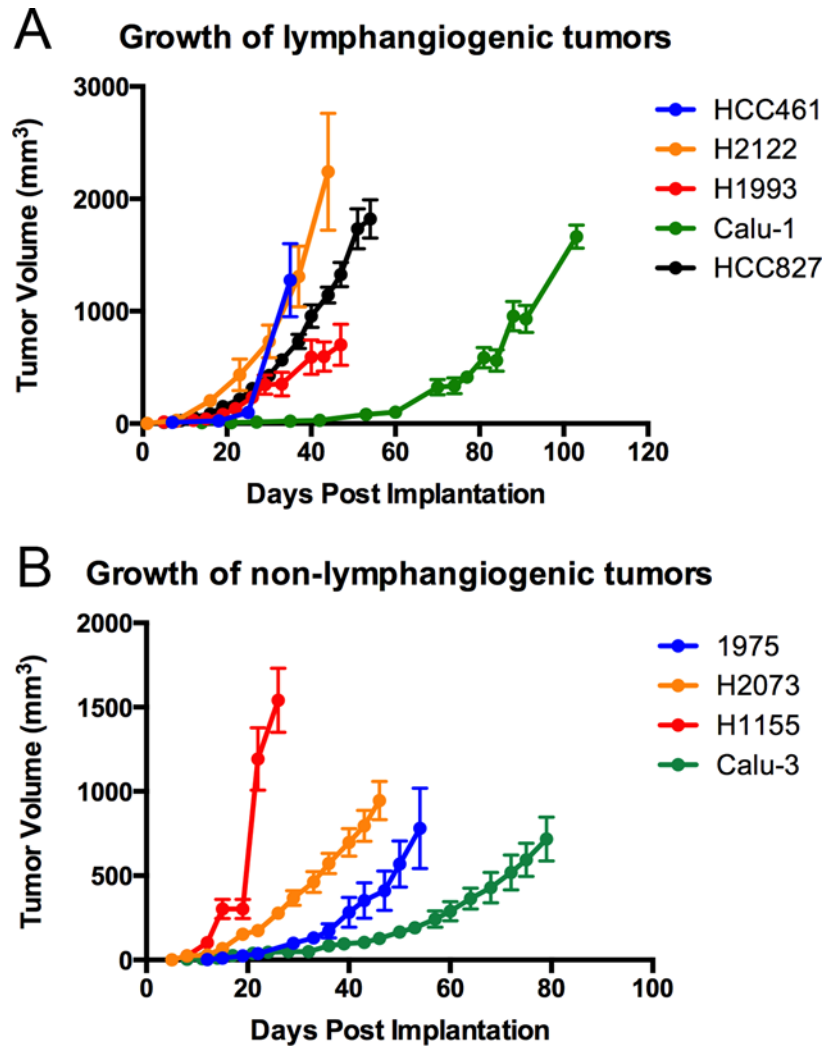 A
Growth of lymphangiogenic tumors
Tumor Volume (mm³)
3000
2000
1000
0
0 20 40 60 80 100 120
Days Post Implantation
HCC461
H2122
H1993
Calu-1
HCC827
B
Growth of non-lymphangiogenic tumors
Tumor Volume (mm³)
2000
1500
1000
500
0
0 20 40 60 80 100
Days Post Implantation
1975
H2073
H1155
Calu-3